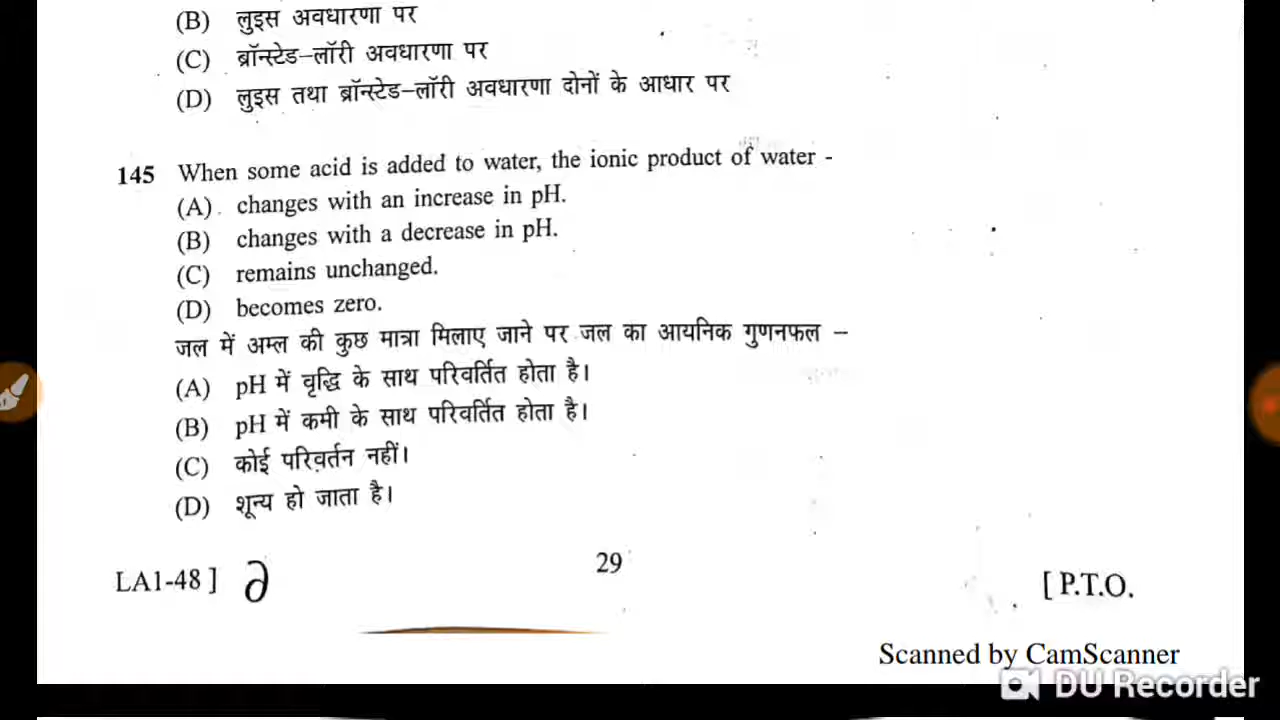 (B) लुइस अवधारणा पर
(C) ब्रॉन्स्टेड–लॉरी अवधारणा पर
(D) लुइस तथा ब्रॉन्स्टेड–लॉरी अवधारणा दोनों के आधार पर
145 When some acid is added to water, the ionic product of water -
(A) changes with an increase in pH.
(B) changes with a decrease in pH.
(C) remains unchanged.
(D) becomes zero.
जल में अम्ल की कुछ मात्रा मिलाए जाने पर जल का आयनिक गुणनफल –
(A) pH में वृद्धि के साथ परिवर्तित होता है।
(B) pH में कमी के साथ परिवर्तित होता है।
(C) कोई परिवर्तन नहीं।
(D) शून्य हो जाता है।
LA1-48 ] 29 [ P.T.O.
Scanned by CamScanner
DU Recorder